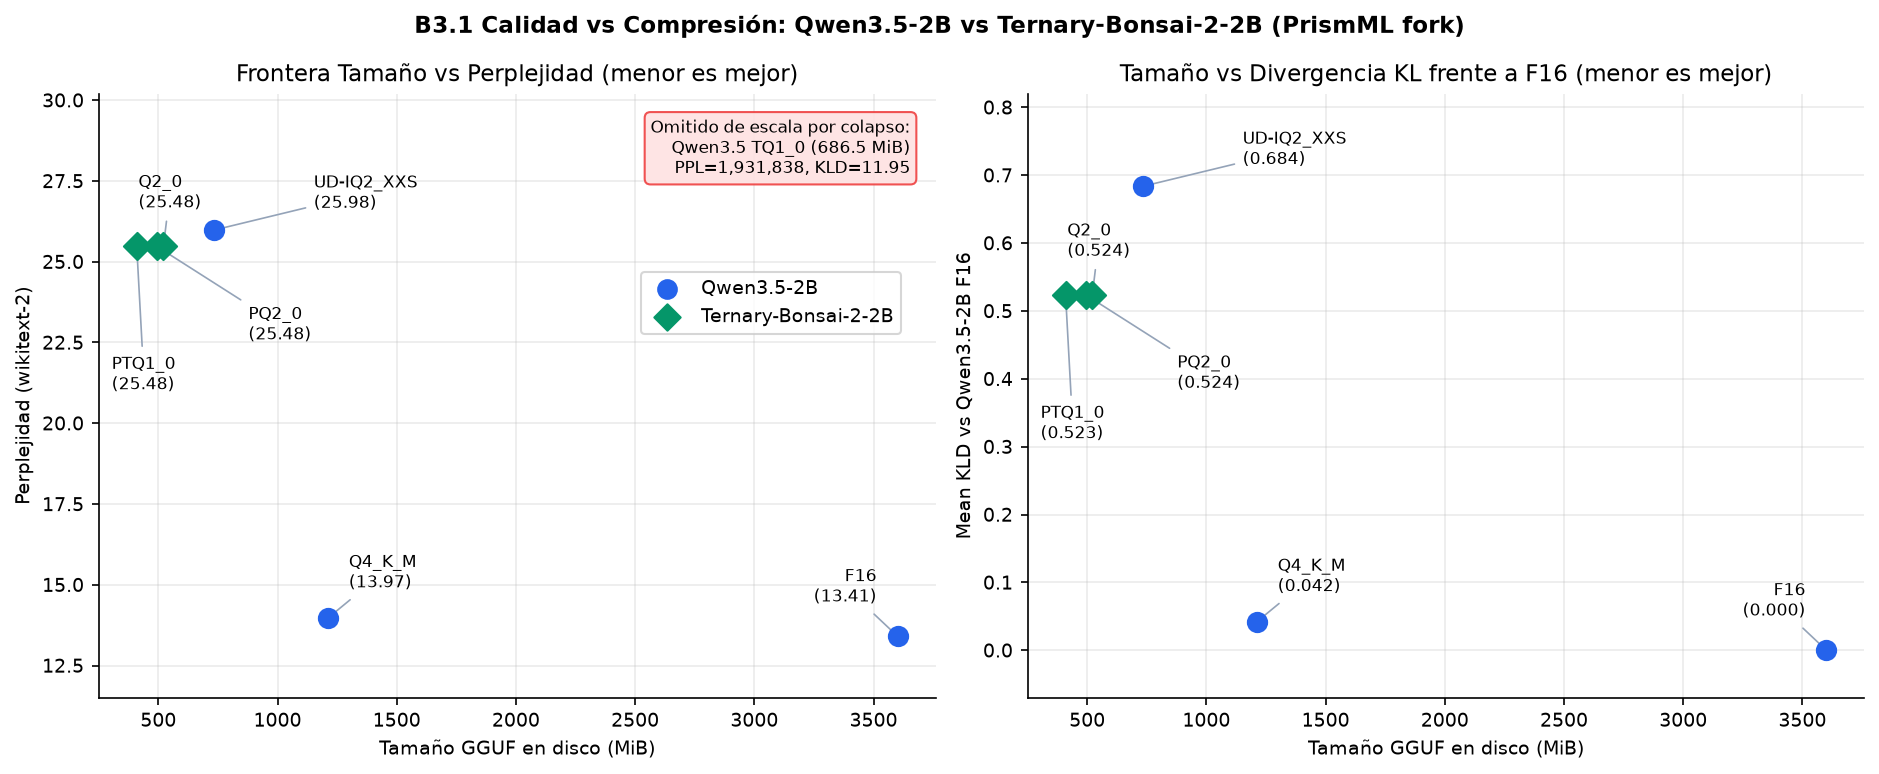 B3.1 Calidad vs Compresión: Qwen3.5-2B vs Ternary-Bonsai-2-2B (PrismML fork)
Frontera Tamaño vs Perplejidad (menor es mejor)
Perplejidad (wikitext-2)
30.0
27.5
25.0
22.5
20.0
17.5
15.0
12.5
Omitido de escala por colapso:
Qwen3.5 TQ1_0 (686.5 MiB)
PPL=1,931,838, KLD=11.95
Q2_0
(25.48)
UD-IQ2_XXS
(25.98)
PQ2_0
(25.48)
PTQ1_0
(25.48)
Qwen3.5-2B
Ternary-Bonsai-2-2B
Q4_K_M
(13.97)
F16
(13.41)
500
1000
1500
2000
2500
3000
3500
Tamaño GGUF en disco (MiB)
Tamaño vs Divergencia KL frente a F16 (menor es mejor)
Mean KLD vs Qwen3.5-2B F16
0.8
0.7
0.6
0.5
0.4
0.3
0.2
0.1
0.0
UD-IQ2_XXS
(0.684)
Q2_0
(0.524)
PQ2_0
(0.524)
PTQ1_0
(0.523)
Q4_K_M
(0.042)
F16
(0.000)
500
1000
1500
2000
2500
3000
3500
Tamaño GGUF en disco (MiB)